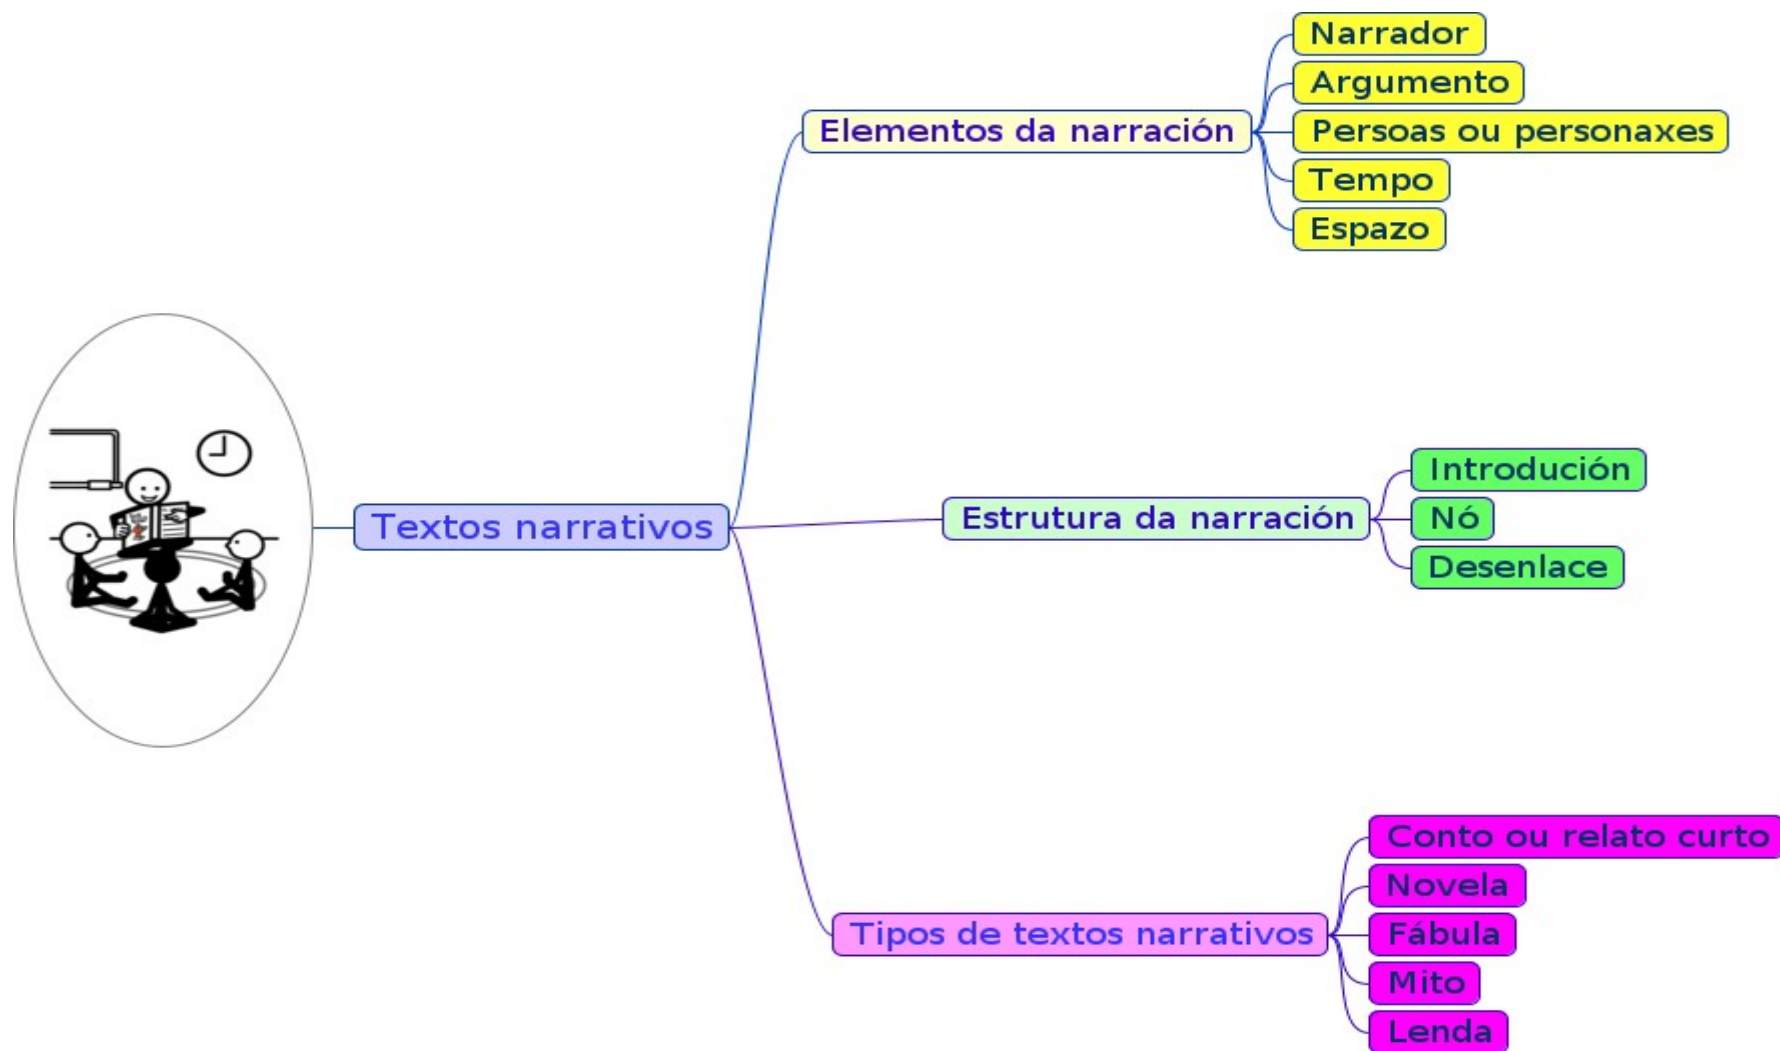 Textos narrativos
Elementos da narración
Narrador
Argumento
Persoas ou personaxes
Tempo
Espazo
Estrutura da narración
Introdución
Nó
Desenlace
Tipos de textos narrativos
Conto ou relato curto
Novela
Fábula
Mito
Lenda